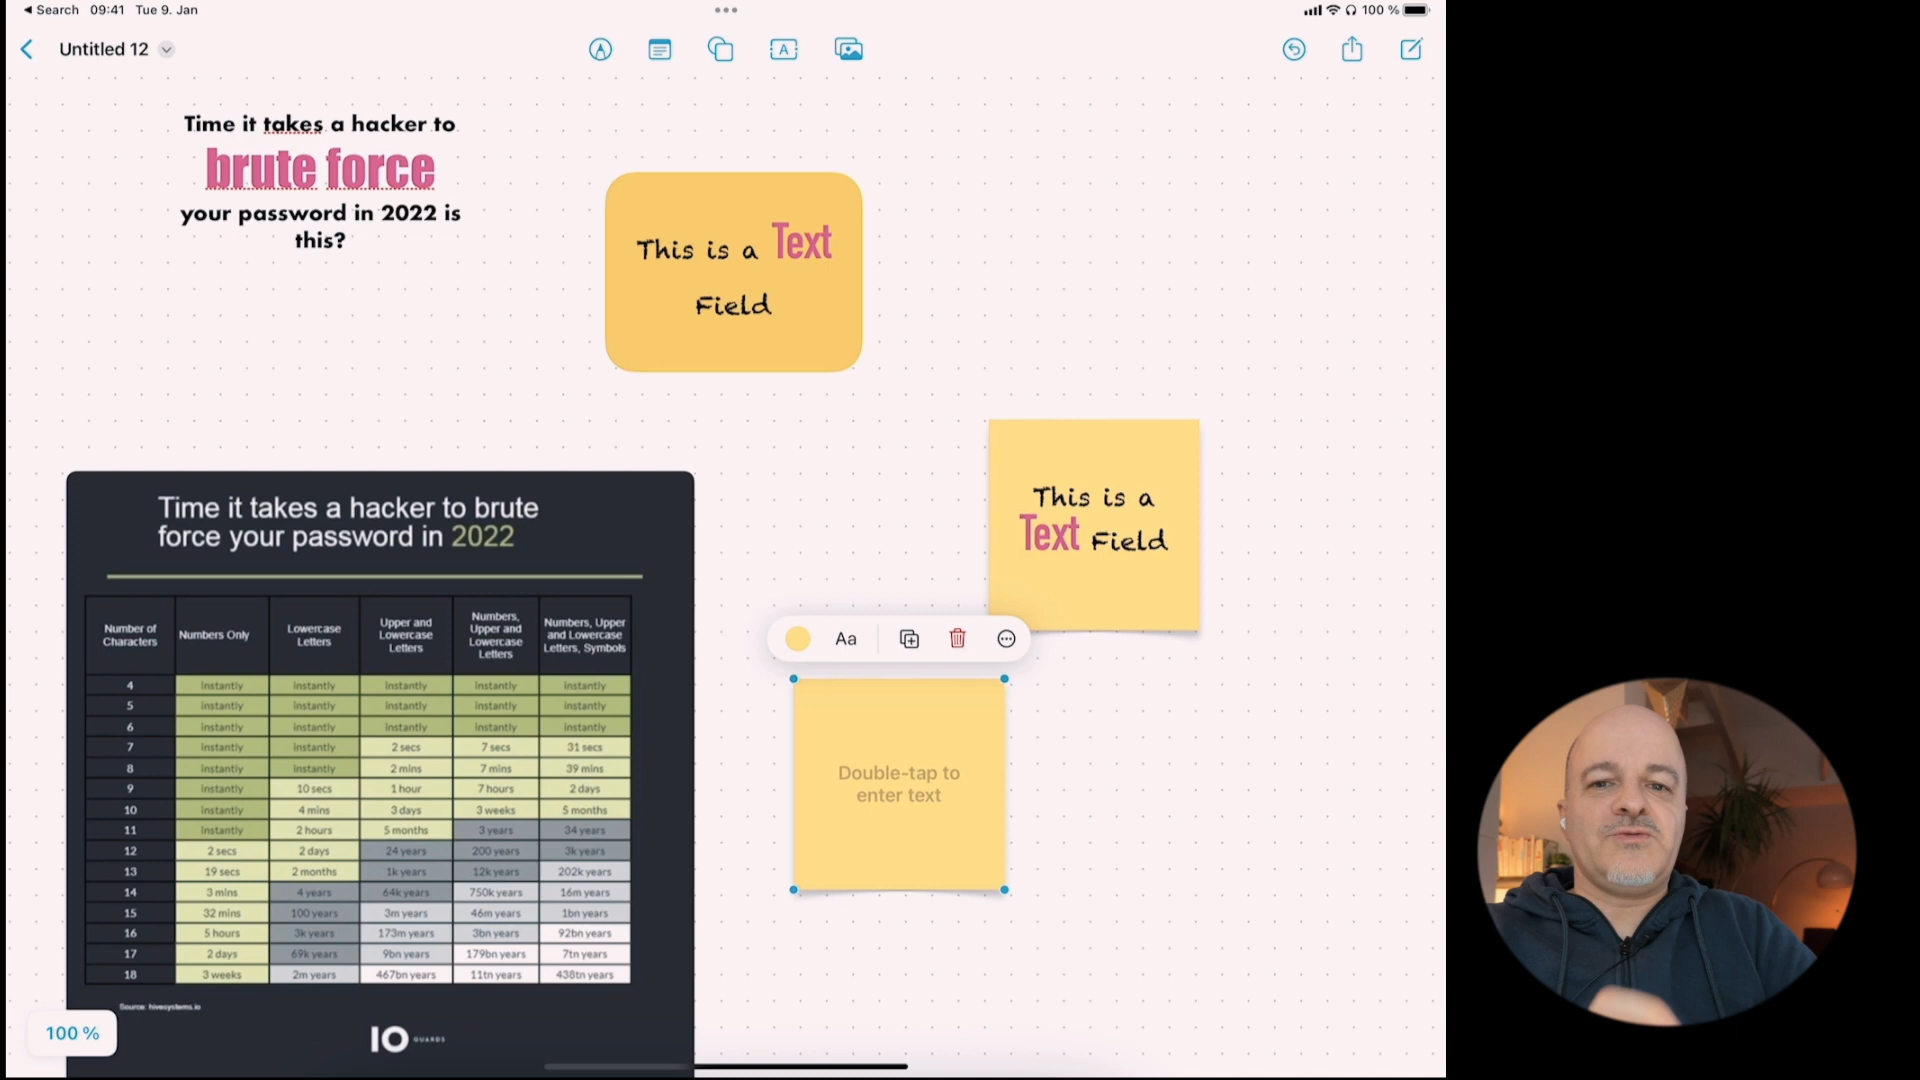 Search 09:41 Tue 9. Jan
100 %
Untitled 12
A
Time it takes a hacker to
brute force
your password in 2022 is
this?
This is a Text
Field
This is a
Text Field
Aa
Double-tap to
enter text
Time it takes a hacker to brute
force your password in 2022
Number of Characters | Numbers Only | Lowercase Letters | Upper and Lowercase Letters | Numbers, Upper and Lowercase Letters | Numbers, Upper and Lowercase Letters, Symbols
4 Instantly Instantly Instantly Instantly Instantly
5 Instantly Instantly Instantly Instantly Instantly
6 Instantly Instantly Instantly Instantly Instantly
7 Instantly Instantly 2 secs 7 secs 31 secs
8 Instantly Instantly 2 mins 7 mins 39 mins
9 Instantly 10 secs 1 hour 7 hours 2 days
10 Instantly 4 mins 3 days 3 weeks 5 months
11 Instantly 2 hours 5 months 3 years 34 years
12 2 secs 2 days 24 years 200 years 3k years
13 19 secs 2 months 1k years 12k years 202k years
14 3 mins 4 years 64k years 750k years 16m years
15 32 mins 100 years 3m years 46m years 1bn years
16 5 hours 3k years 173m years 3bn years 92bn years
17 2 days 69k years 9bn years 179bn years 7tn years
18 3 weeks 2m years 467bn years 11tn years 438tn years
Source: hivesystems.io
IO GUARDS
100 %